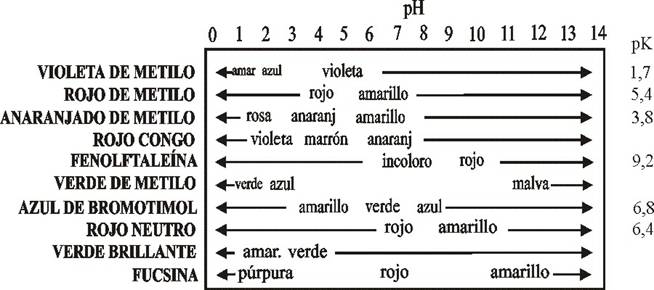 pH
0 1 2 3 4 5 6 7 8 9 10 11 12 13 14
pK
VIOLETA DE METILO amar azul violeta 1,7
ROJO DE METILO rojo amarillo 5,4
ANARANJADO DE METILO rosa anaranj amarillo 3,8
ROJO CONGO violeta marrón anaranj
FENOLFTALEÍNA incoloro rojo 9,2
VERDE DE METILO verde azul malva
AZUL DE BROMOTIMOL amarillo verde azul 6,8
ROJO NEUTRO rojo amarillo 6,4
VERDE BRILLANTE amar. verde
FUCSINA púrpura rojo amarillo